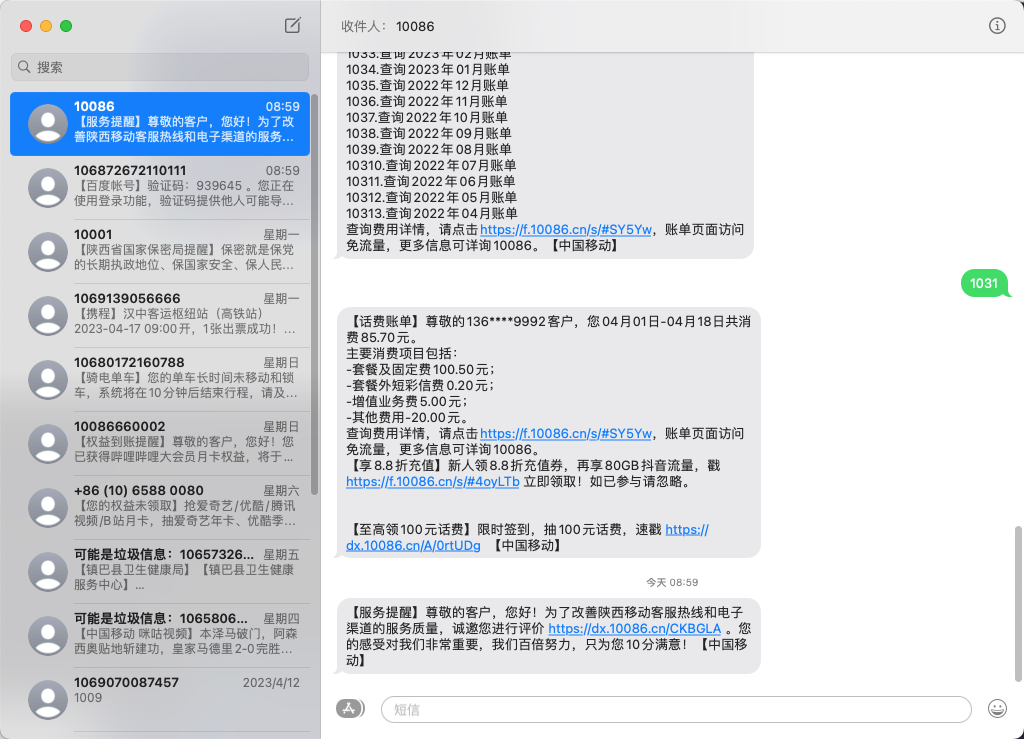 搜索
10086 08:59
【服务提醒】尊敬的客户，您好！为了改
善陕西移动客服热线和电子渠道的服务...
106872672110111 08:59
【百度帐号】验证码：939645 。您正在
使用登录功能，验证码提供他人可能导...
10001 星期一
【陕西省国家保密局提醒】保密就是保党
的长期执政地位、保国家安全、保人民...
1069139056666 星期一
【携程】汉中客运枢纽站（高铁站）
2023-04-17 09:00开，1张出票成功！...
10680172160788 星期日
【骑电单车】您的单车长时间未移动和锁
车，系统将在10分钟后结束行程，请及...
10086660002 星期日
【权益到账提醒】尊敬的客户，您好！您
已获得哔哩哔哩大会员月卡权益，将于...
+86 (10) 6588 0080 星期六
【您的权益未领取】抢爱奇艺/优酷/腾讯
视频/B站月卡，抽爱奇艺年卡、优酷季...
可能是垃圾信息：10657326... 星期五
【镇巴县卫生健康局】【镇巴县卫生健康
服务中心】...
可能是垃圾信息：1065806... 星期四
【中国移动 咪咕视频】本泽马破门，阿森
西奥贴地斩建功，皇家马德里2-0完胜...
1069070087457 2023/4/12
1009
收件人： 10086
1033.查询2023年02月账单
1034.查询2023年01月账单
1035.查询2022年12月账单
1036.查询2022年11月账单
1037.查询2022年10月账单
1038.查询2022年09月账单
1039.查询2022年08月账单
10310.查询2022年07月账单
10311.查询2022年06月账单
10312.查询2022年05月账单
10313.查询2022年04月账单
查询费用详情，请点击https://f.10086.cn/s/#SY5Yw，账单页面访问
免流量，更多信息可详询10086。【中国移动】
1031
【话费账单】尊敬的136****9992客户，您04月01日-04月18日共消
费85.70元。
主要消费项目包括：
-套餐及固定费100.50元；
-套餐外短彩信费0.20元；
-增值业务费5.00元；
-其他费用-20.00元。
查询费用详情，请点击https://f.10086.cn/s/#SY5Yw，账单页面访问
免流量，更多信息可详询10086。
【享8.8折充值】新人领8.8折充值券，再享80GB抖音流量，戳
https://f.10086.cn/s/#4oyLTb 立即领取！如已参与请忽略。
【至高领100元话费】限时签到，抽100元话费，速戳 https://
dx.10086.cn/A/0rtUDg 【中国移动】
今天 08:59
【服务提醒】尊敬的客户，您好！为了改善陕西移动客服热线和电子
渠道的服务质量，诚邀您进行评价 https://dx.10086.cn/CKBGLA 。您
的感受对我们非常重要，我们百倍努力，只为您10分满意！【中国移
动】
短信